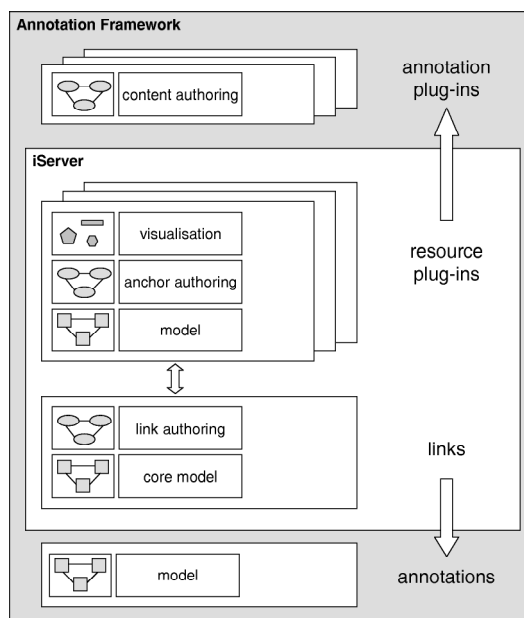 Annotation Framework
content authoring
annotation
plug-ins
iServer
visualisation
anchor authoring
model
resource
plug-ins
link authoring
core model
links
model
annotations